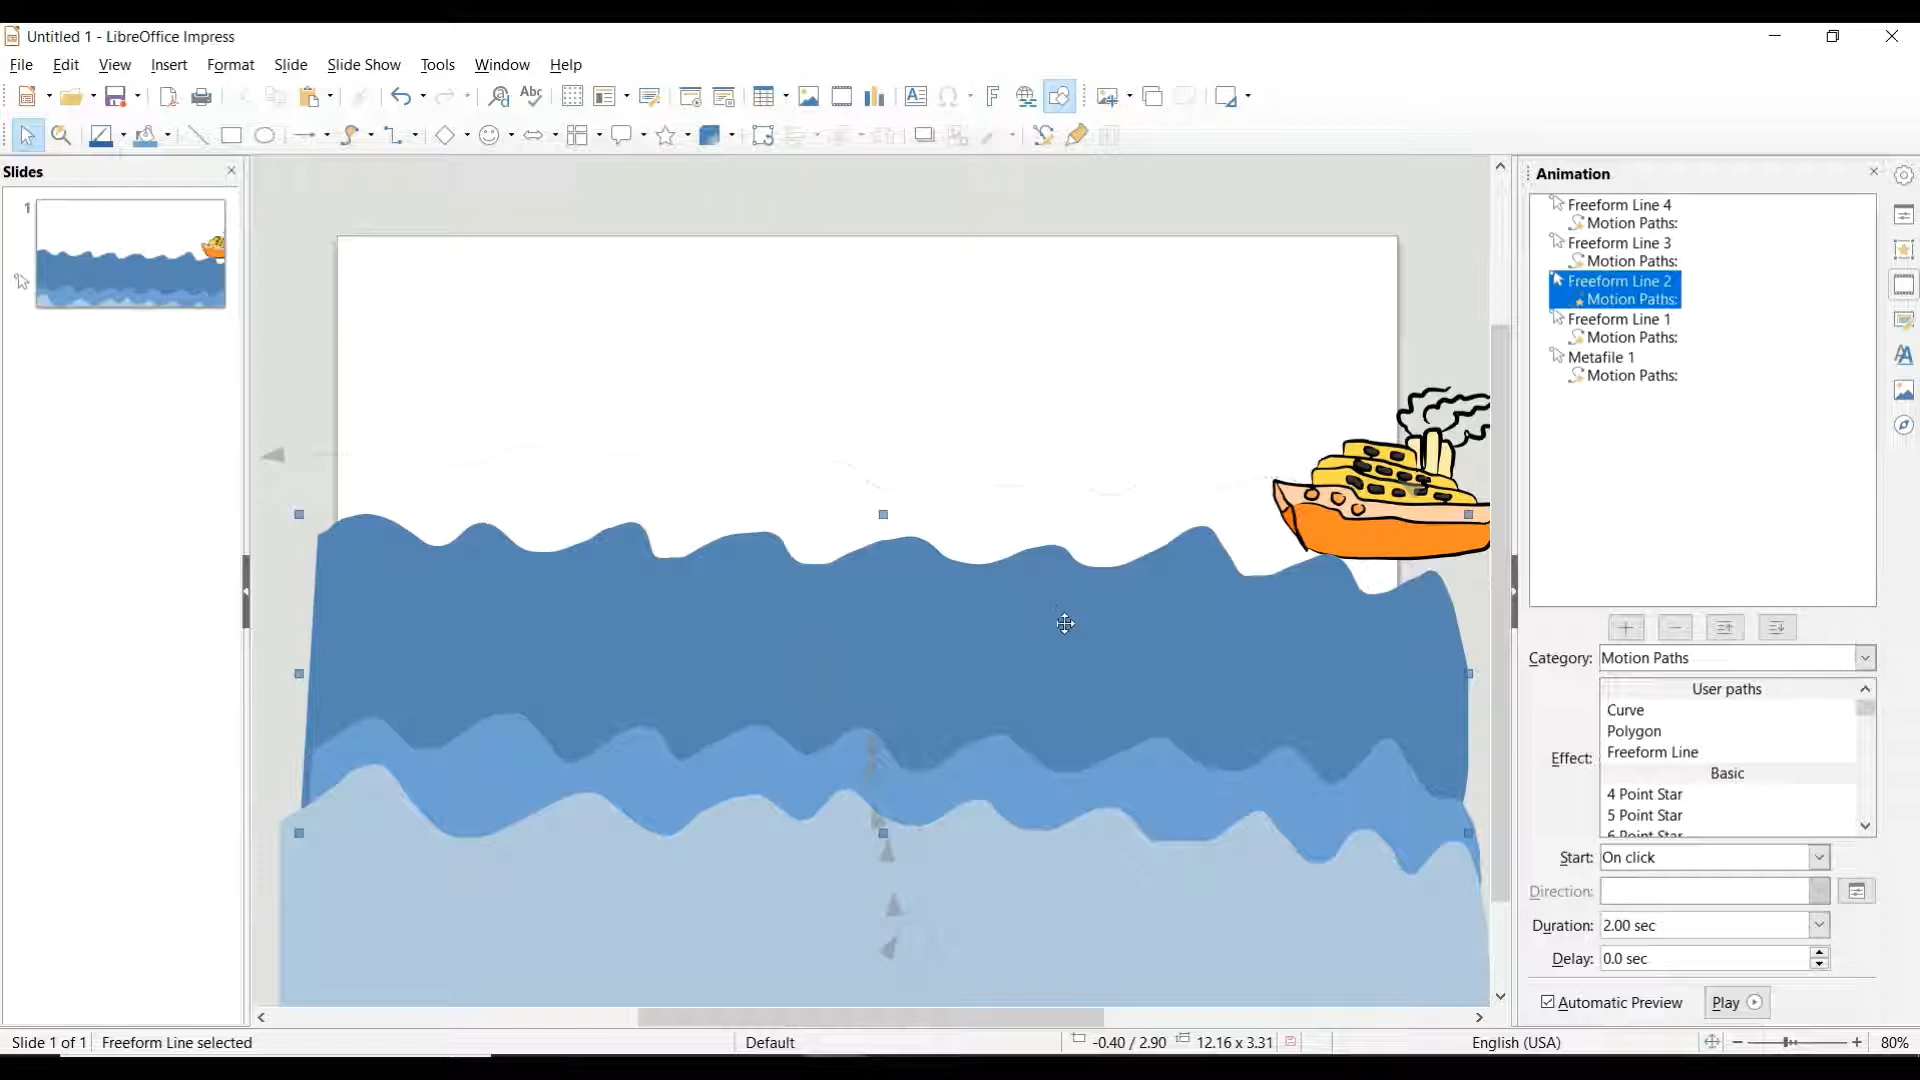 Untitled 1 - LibreOffice Impress
File Edit View Insert Format Slide Slide Show Tools Window Help
Slides
1
Animation
Freeform Line 4
Motion Paths:
Freeform Line 3
Motion Paths:
Freeform Line 2
Motion Paths:
Freeform Line 1
Motion Paths:
Metafile 1
Motion Paths:
Category: Motion Paths
User paths
Curve
Polygon
Freeform Line
Effect:
Basic
4 Point Star
5 Point Star
6 Point Star
Start: On click
Direction:
Duration: 2.00 sec
Delay: 0.0 sec
Automatic Preview Play
Slide 1 of 1 Freeform Line selected Default -0.40 / 2.90 12.16 x 3.31 English (USA) 80%